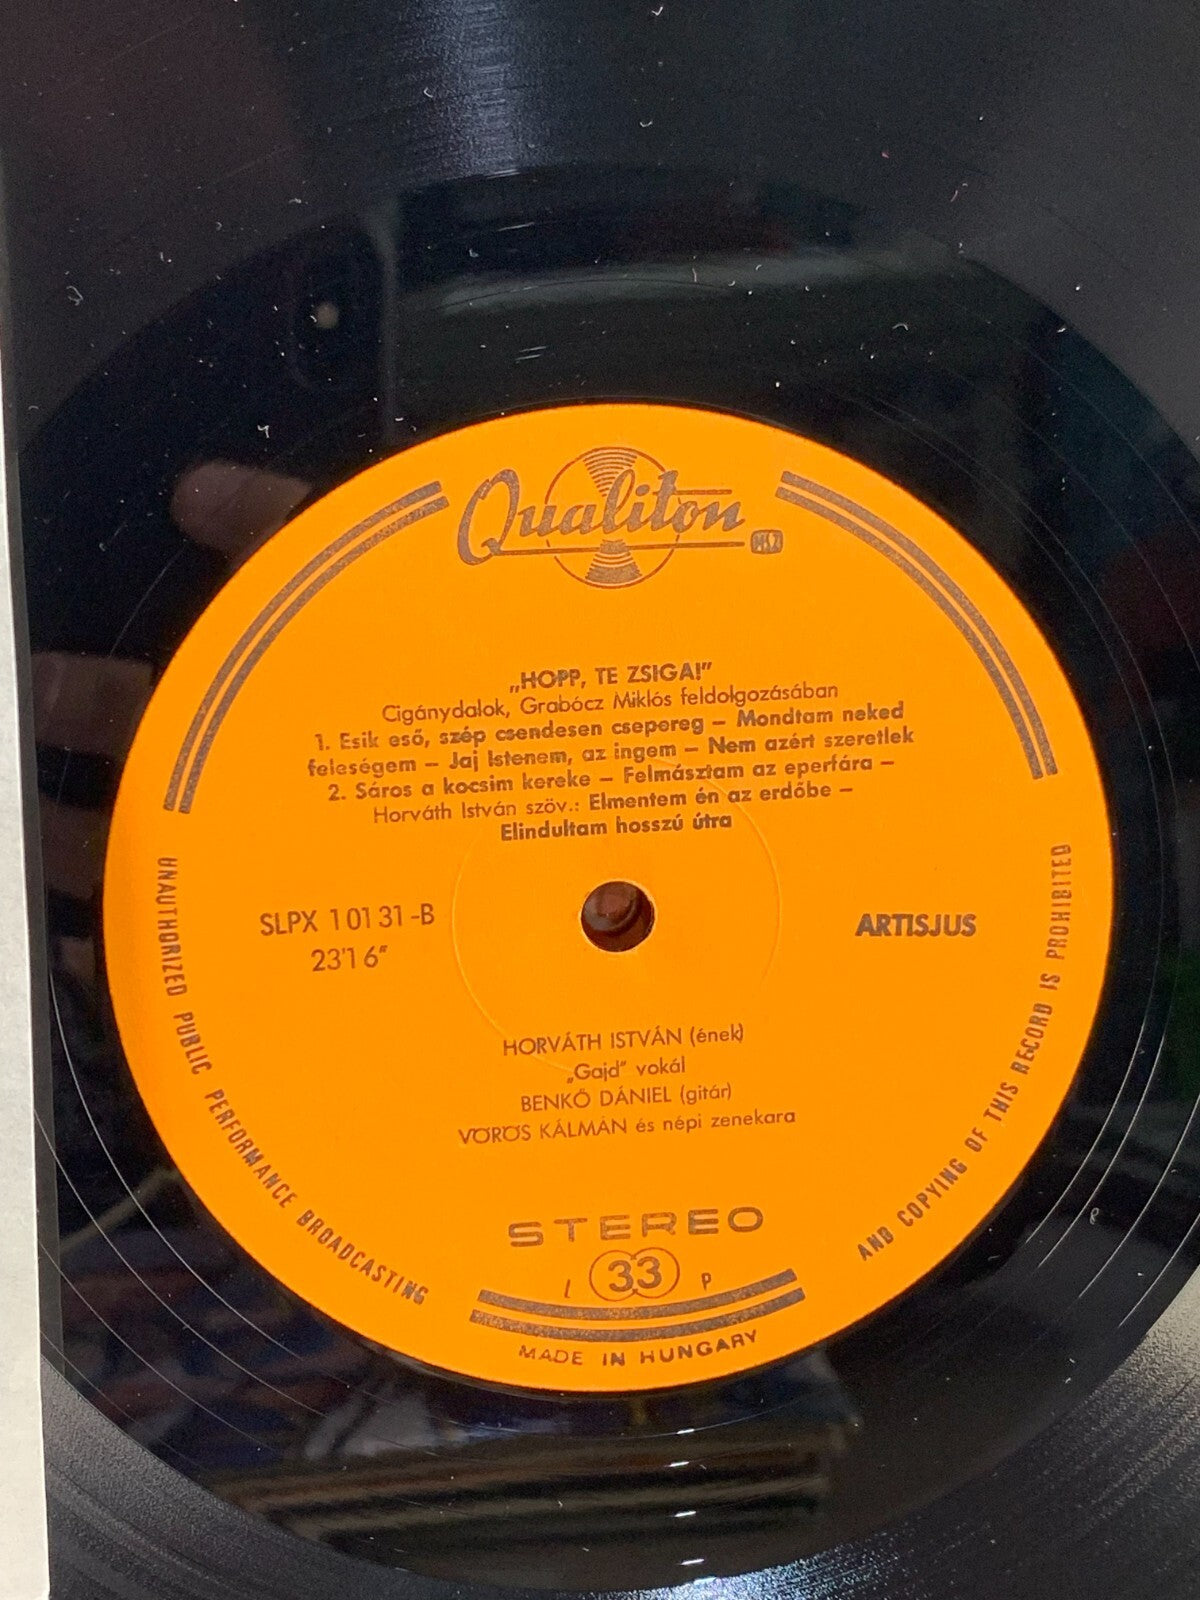 Qualiton
MHV
„HOPP, TE ZSIGA!”
Cigánydalok, Grabócz Miklós feldolgozásában
1. Esik eső, szép csendesen csepereg – Mondtam neked
feleségem – Jaj Istenem, az ingem – Nem azért szeretlek
2. Sáros a kocsim kereke – Felmásztam az eperfára –
Horváth István szöv.: Elmentem én az erdőbe –
Elindultam hosszú útra
SLPX 10131-B
23'16"
ARTISJUS
HORVÁTH ISTVÁN (ének)
„Gajd” vokál
BENKŐ DÁNIEL (gitár)
VÖRÖS KÁLMÁN és népi zenekara
STEREO
L 33 P
MADE IN HUNGARY
UNAUTHORIZED PUBLIC PERFORMANCE BROADCASTING
AND COPYING OF THIS RECORD IS PROHIBITED